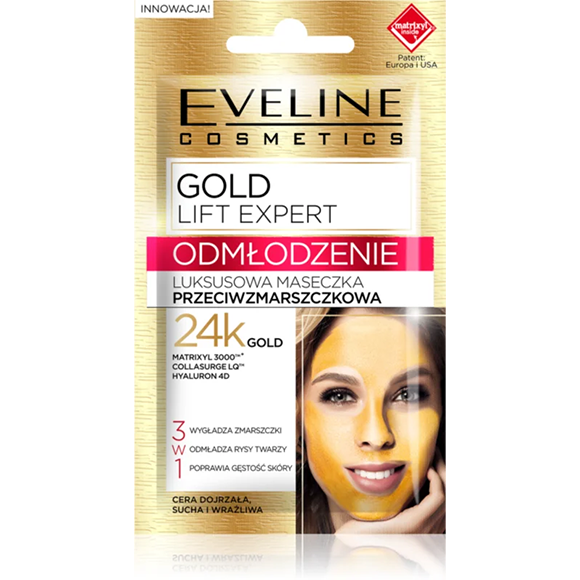 INNOWACJA!
matrixyl
inside
Patent:
Europa i USA
EVELINE
COSMETICS
GOLD
LIFT EXPERT
ODMŁODZENIE
LUKSUSOWA MASECZKA
PRZECIWZMARSZCZKOWA
24k GOLD
MATRIXYL 3000™*
COLLASURGE LQ™
HYALURON 4D
3 WYGŁADZA ZMARSZCZKI
W ODMŁADZA RYSY TWARZY
1 POPRAWIA GĘSTOŚĆ SKÓRY
CERA DOJRZAŁA,
SUCHA I WRAŻLIWA